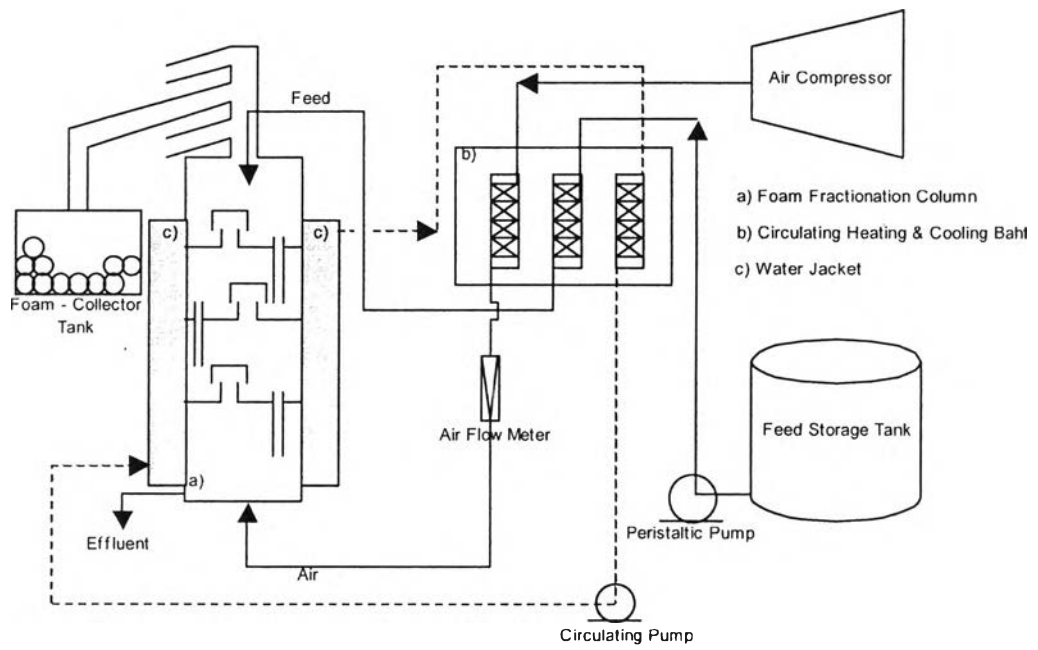 Air Compressor
Feed
b)
a) Foam Fractionation Column
b) Circulating Heating & Cooling Baht
c) Water Jacket
c)
c)
Foam - Collector
Tank
Air Flow Meter
Feed Storage Tank
a)
Effluent
Air
Peristaltic Pump
Circulating Pump